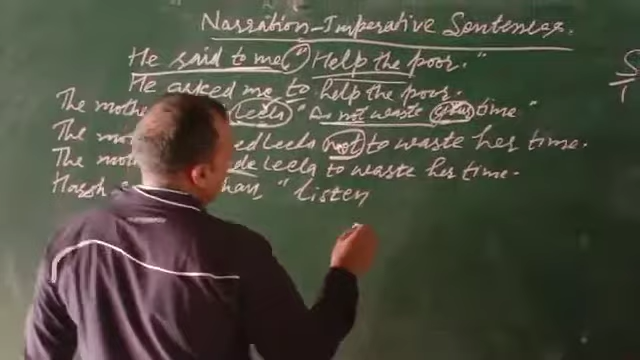 Narration-Imperative Sentences.
He said to me, "Help the poor."
He asked me to help the poor.
The mother Leela "Do not waste your time"
The Leela not to waste her time.
The Leela to waste her time.
Harsh "listen